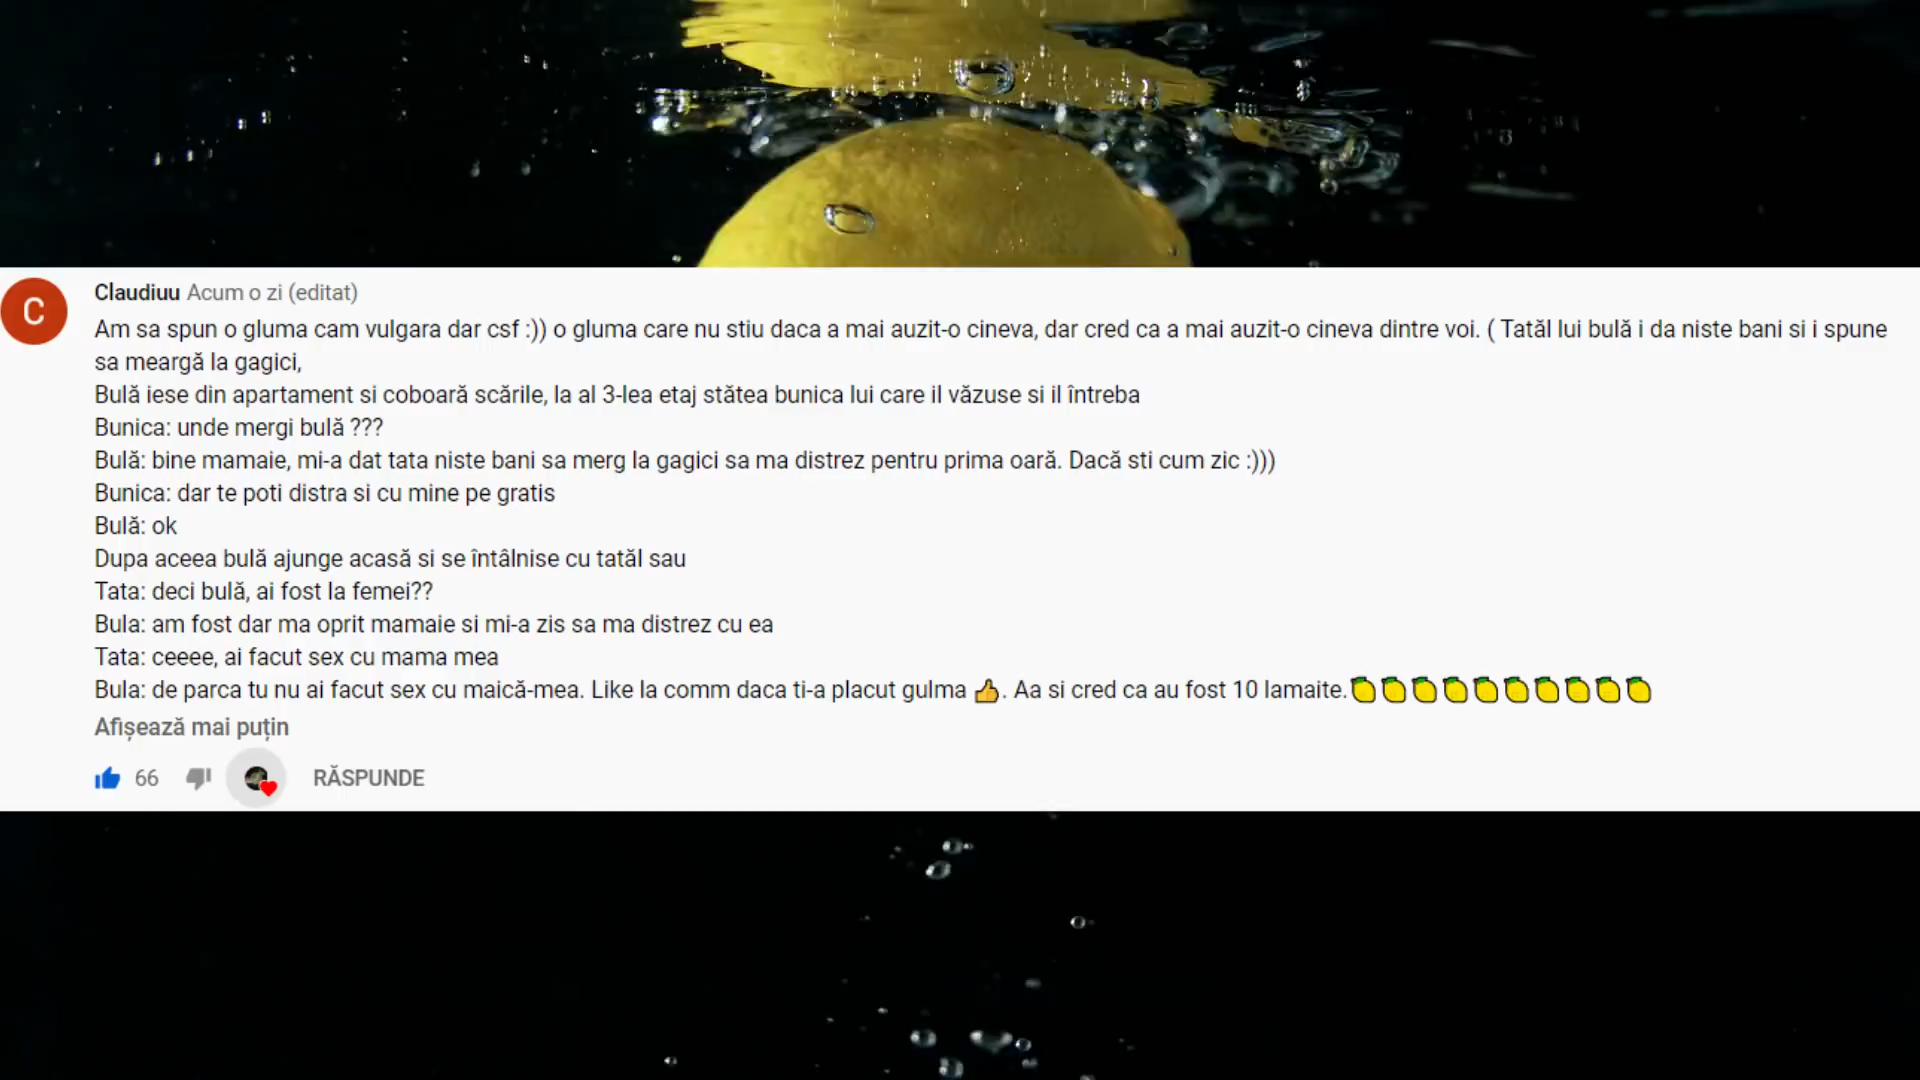 C
Claudiuu Acum o zi (editat)
Am sa spun o gluma cam vulgara dar csf :)) o gluma care nu stiu daca a mai auzit-o cineva, dar cred ca a mai auzit-o cineva dintre voi. ( Tatăl lui bulă i da niste bani si i spune
sa meargă la gagici,
Bulă iese din apartament si coboară scările, la al 3-lea etaj stătea bunica lui care il văzuse si il întreba
Bunica: unde mergi bulă ???
Bulă: bine mamaie, mi-a dat tata niste bani sa merg la gagici sa ma distrez pentru prima oară. Dacă sti cum zic :)))
Bunica: dar te poti distra si cu mine pe gratis
Bulă: ok
Dupa aceea bulă ajunge acasă si se întâlnise cu tatăl sau
Tata: deci bulă, ai fost la femei??
Bula: am fost dar ma oprit mamaie si mi-a zis sa ma distrez cu ea
Tata: ceeee, ai facut sex cu mama mea
Bula: de parca tu nu ai facut sex cu maică-mea. Like la comm daca ti-a placut gulma 👍. Aa si cred ca au fost 10 lamaite.🍋🍋🍋🍋🍋🍋🍋🍋🍋🍋
Afișează mai puțin
66 RĂSPUNDE